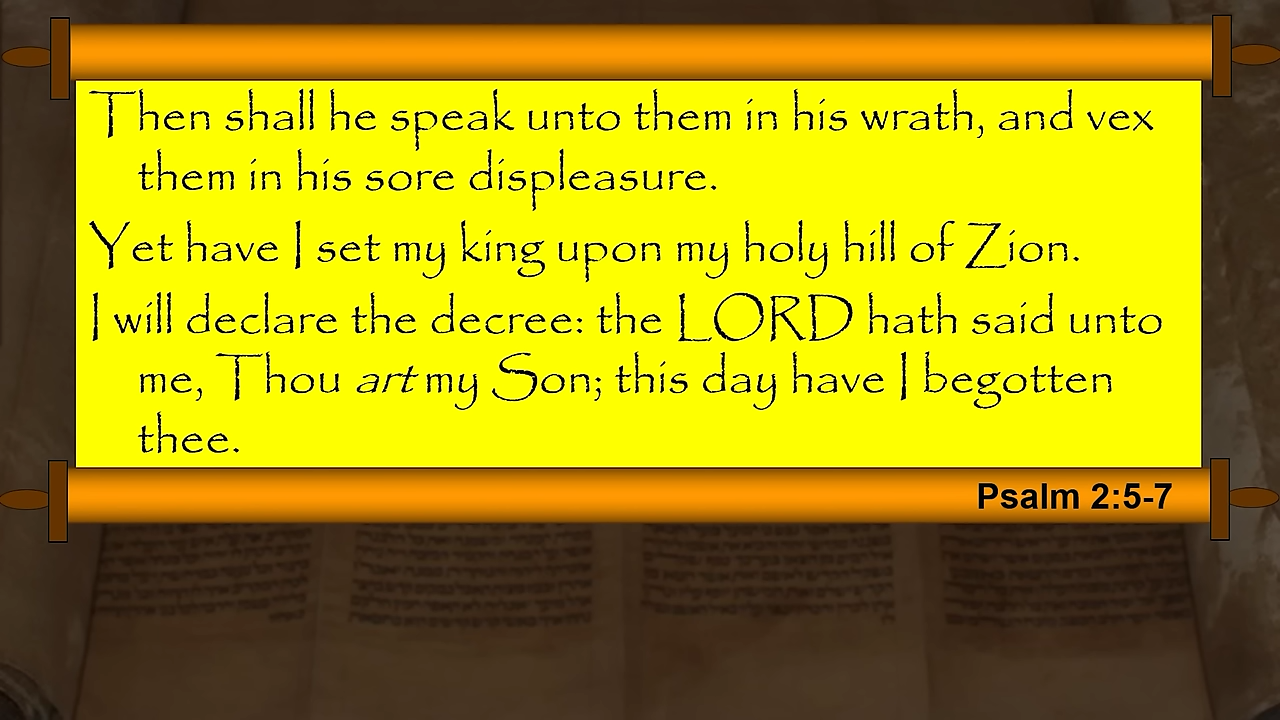 Then shall he speak unto them in his wrath, and vex
them in his sore displeasure.
Yet have I set my king upon my holy hill of Zion.
I will declare the decree: the LORD hath said unto
me, Thou art my Son; this day have I begotten
thee.
Psalm 2:5-7